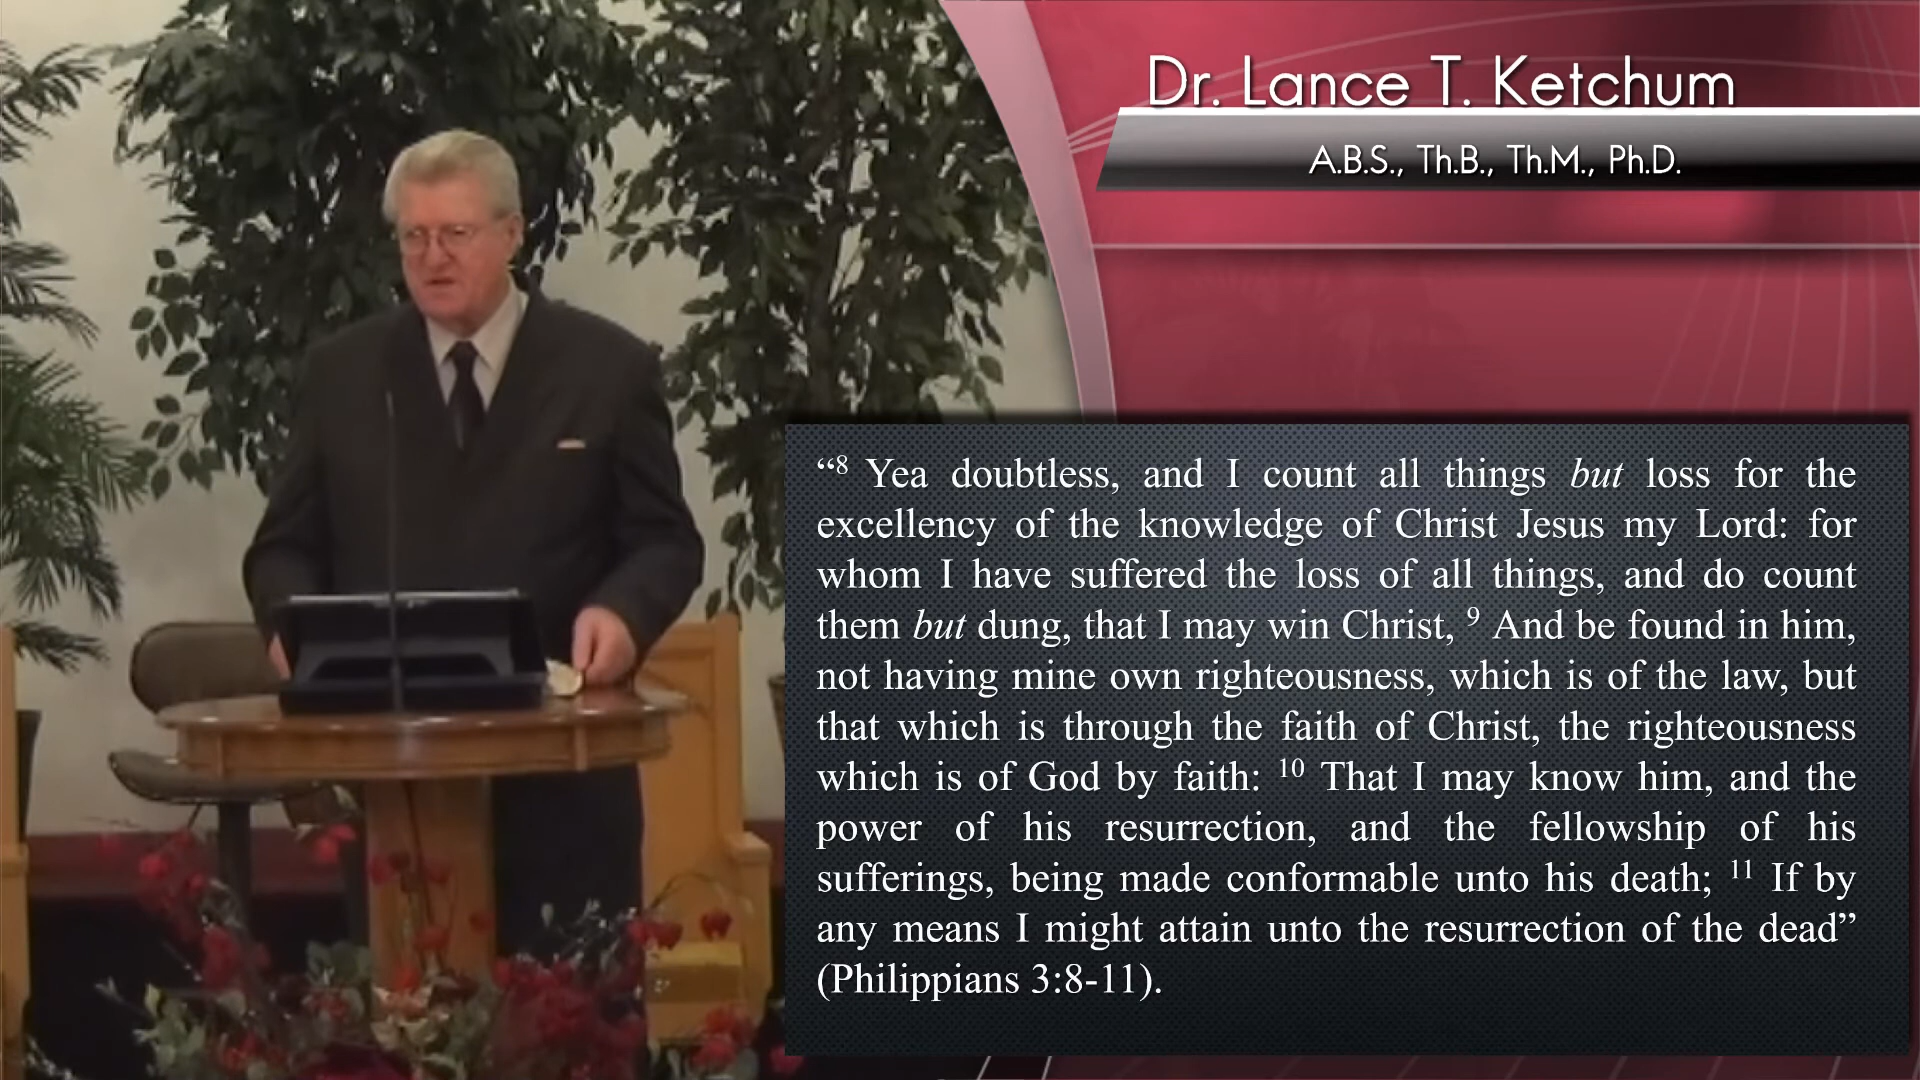 Dr. Lance T. Ketchum
A.B.S., Th.B., Th.M., Ph.D.
“8 Yea doubtless, and I count all things but loss for the
excellency of the knowledge of Christ Jesus my Lord: for
whom I have suffered the loss of all things, and do count
them but dung, that I may win Christ, 9 And be found in him,
not having mine own righteousness, which is of the law, but
that which is through the faith of Christ, the righteousness
which is of God by faith: 10 That I may know him, and the
power of his resurrection, and the fellowship of his
sufferings, being made conformable unto his death; 11 If by
any means I might attain unto the resurrection of the dead”
(Philippians 3:8-11).